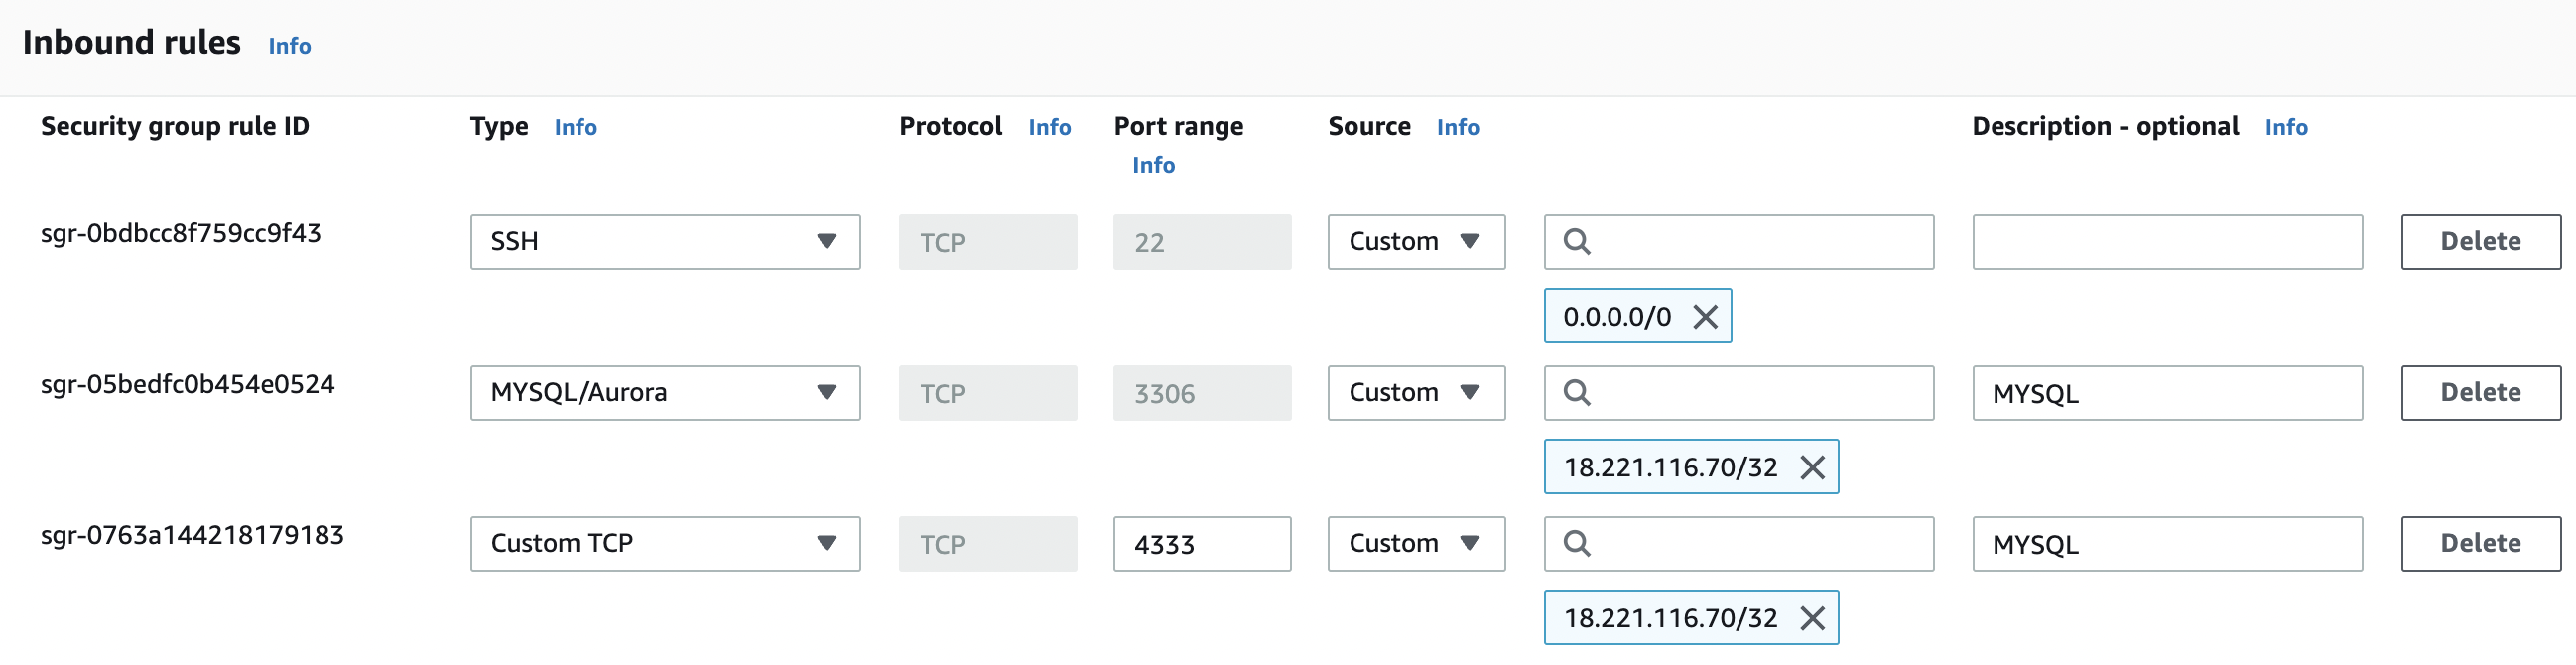 Inbound rules Info
Security group rule ID Type Info Protocol Info Port range Info Source Info Description - optional Info
sgr-0bdbcc8f759cc9f43 SSH TCP 22 Custom Delete
0.0.0.0/0
sgr-05bedfc0b454e0524 MYSQL/Aurora TCP 3306 Custom MYSQL Delete
18.221.116.70/32
sgr-0763a144218179183 Custom TCP TCP 4333 Custom MYSQL Delete
18.221.116.70/32